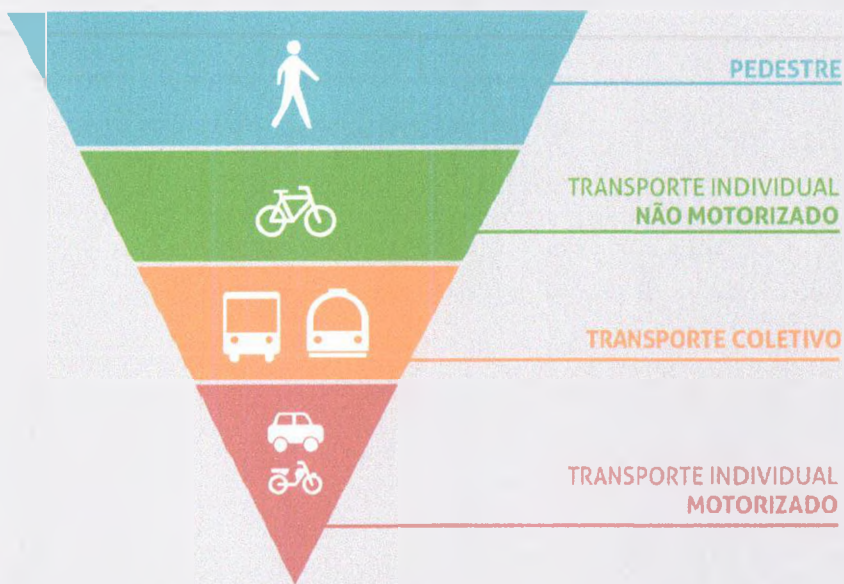 PEDESTRE
TRANSPORTE INDIVIDUAL
NÃO MOTORIZADO
TRANSPORTE COLETIVO
TRANSPORTE INDIVIDUAL
MOTORIZADO